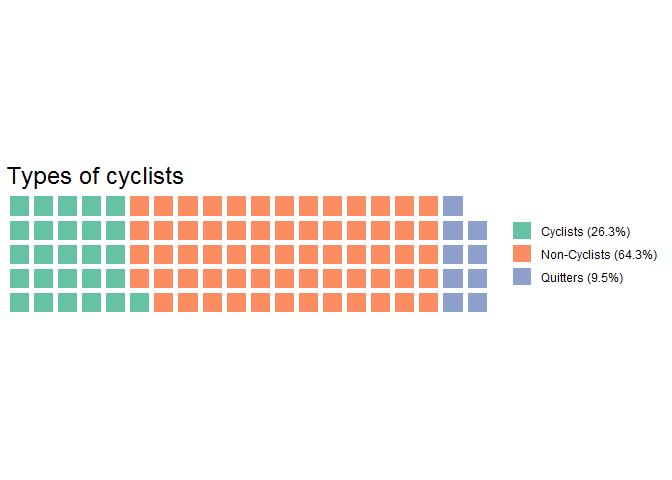 Types of cyclists
Cyclists (26.3%)
Non-Cyclists (64.3%)
Quitters (9.5%)